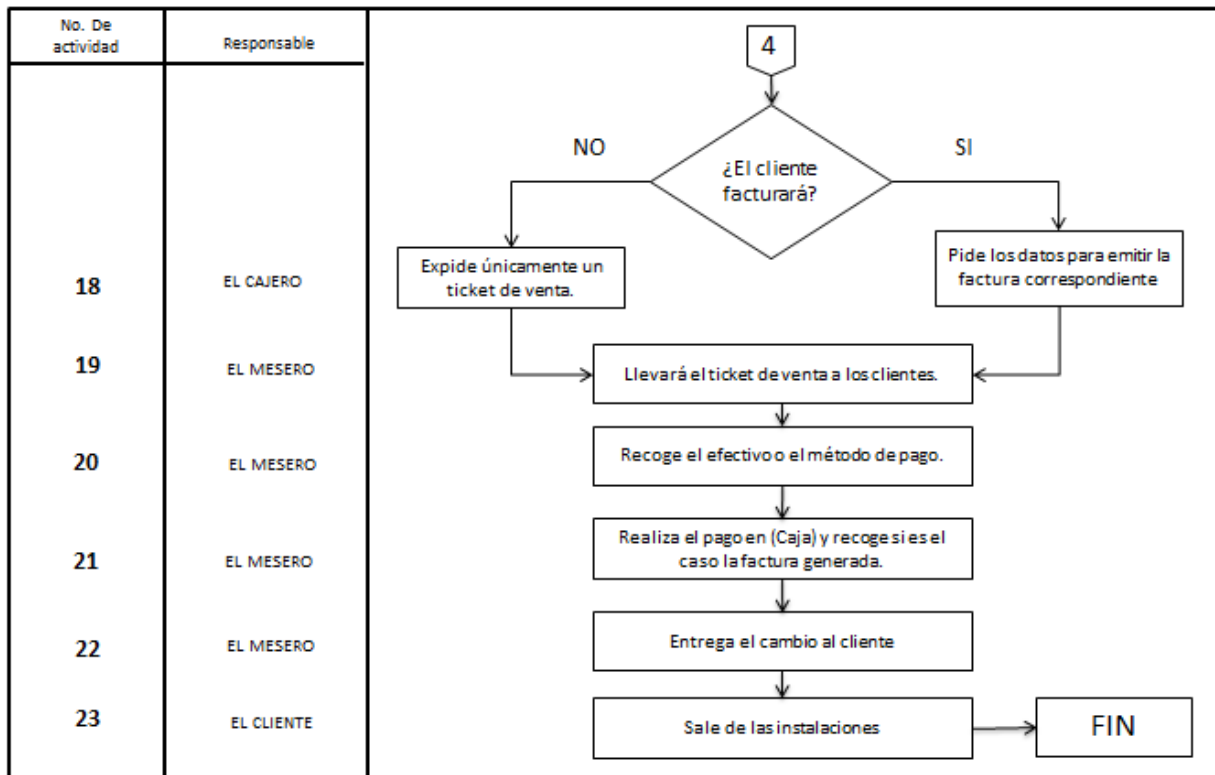 No. De
actividad
Responsable
4
NO
SI
¿El cliente
facturará?
18
EL CAJERO
Expide únicamente un
ticket de venta.
Pide los datos para emitir la
factura correspondiente
19
EL MESERO
Llevará el ticket de venta a los clientes.
20
EL MESERO
Recoge el efectivo o el método de pago.
21
EL MESERO
Realiza el pago en (Caja) y recoge si es el
caso la factura generada.
22
EL MESERO
Entrega el cambio al cliente
23
EL CLIENTE
Sale de las instalaciones
FIN